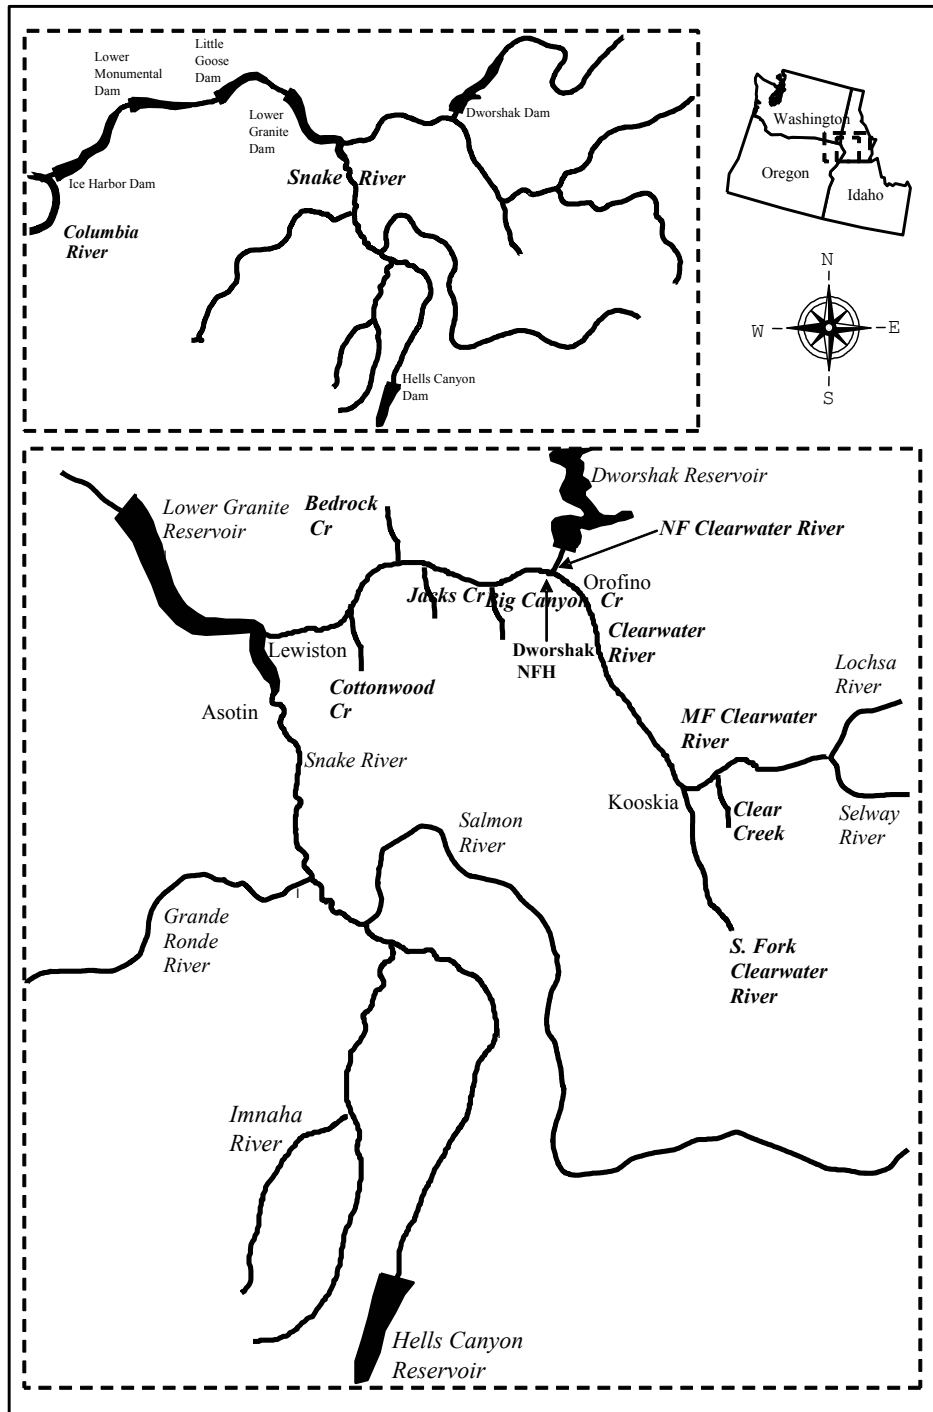 Little
Goose
Dam
Lower
Monumental
Dam
Dworshak Dam
Lower
Granite
Dam
Ice Harbor Dam
Snake River
Columbia
River
Hells Canyon
Dam
Washington
Oregon
Idaho
N
W
E
S
Dworshak Reservoir
Lower Granite
Reservoir
Bedrock
Cr
NF Clearwater River
Orofino
Jacks Cr
Big Canyon Cr
Clearwater
River
Dworshak
NFH
Lewiston
Cottonwood
Cr
Asotin
Lochsa
River
MF Clearwater
River
Snake River
Kooskia
Clear
Creek
Selway
River
Salmon
River
Grande
Ronde
River
S. Fork
Clearwater
River
Imnaha
River
Hells Canyon
Reservoir